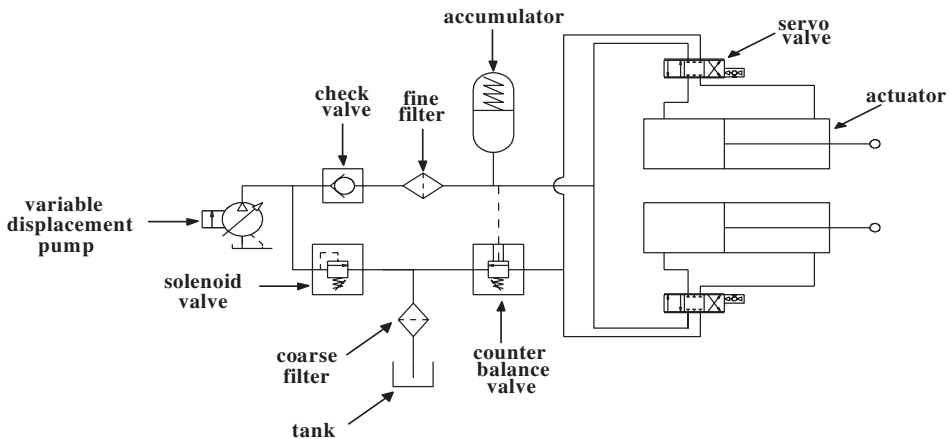 accumulator
servo
valve
check
valve
fine
filter
actuator
variable
displacement
pump
solenoid
valve
coarse
filter
counter
balance
valve
tank